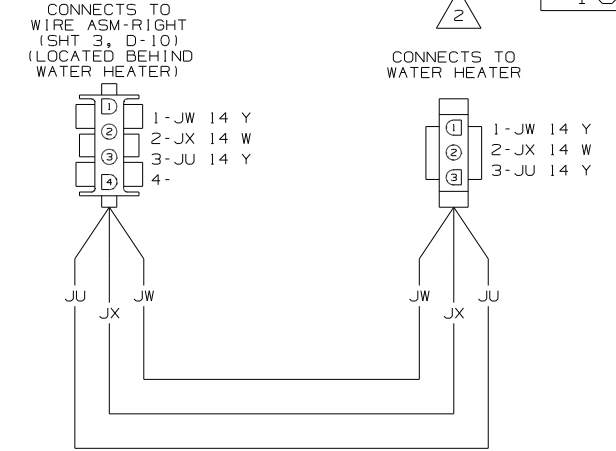 CONNECTS TO
WIRE ASM-RIGHT
(SHT 3, D-10)
(LOCATED BEHIND
WATER HEATER)
1
2
3
4
1-JW 14 Y
2-JX 14 W
3-JU 14 Y
4-
2
1
CONNECTS TO
WATER HEATER
1
2
3
1-JW 14 Y
2-JX 14 W
3-JU 14 Y
JU
JX
JW
JW
JX
JU